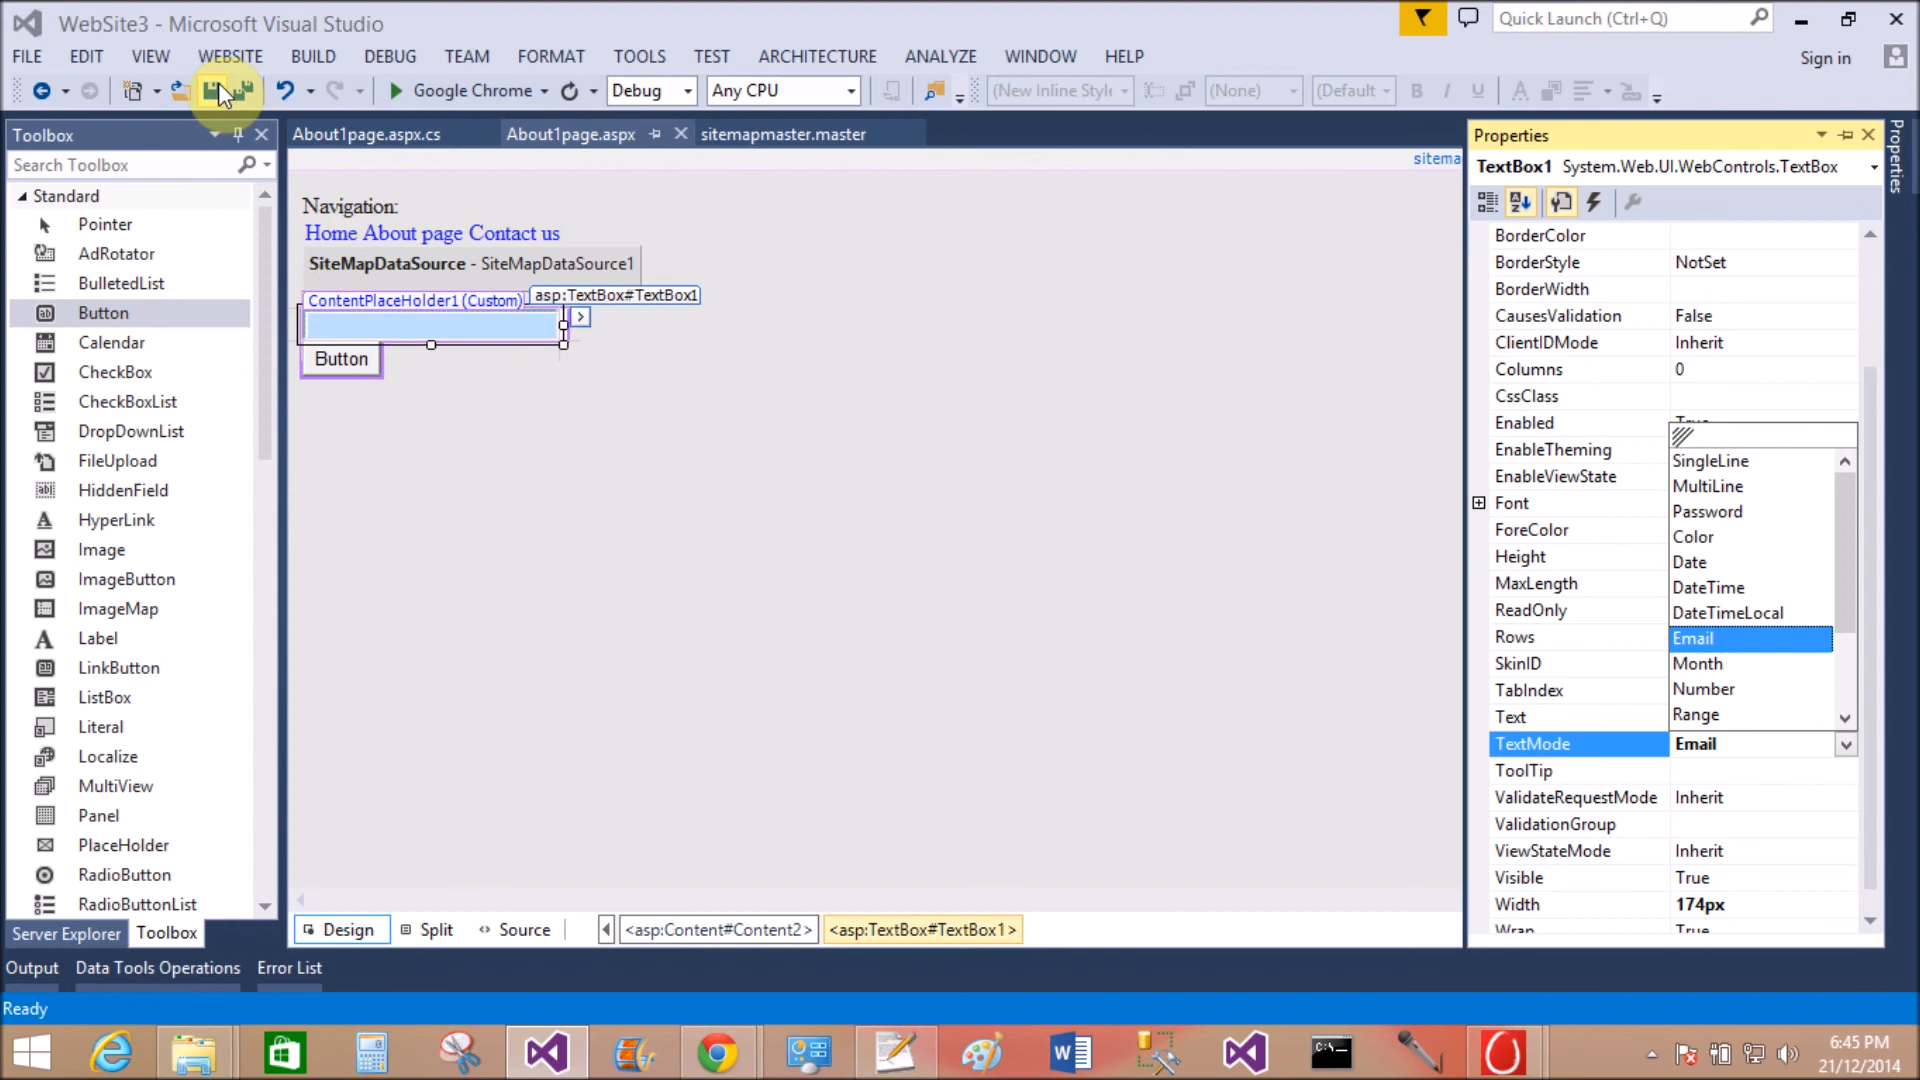 WebSite3 - Microsoft Visual Studio
Quick Launch (Ctrl+Q)
FILE EDIT VIEW WEBSITE BUILD DEBUG TEAM FORMAT TOOLS TEST ARCHITECTURE ANALYZE WINDOW HELP
Sign in
Google Chrome Debug Any CPU (New Inline Style (None) (Default B I U A
Toolbox
Search Toolbox
Standard
Pointer
AdRotator
BulletedList
Button
Calendar
CheckBox
CheckBoxList
DropDownList
FileUpload
HiddenField
HyperLink
Image
ImageButton
ImageMap
Label
LinkButton
ListBox
Literal
Localize
MultiView
Panel
PlaceHolder
RadioButton
RadioButtonList
Server Explorer Toolbox
About1page.aspx.cs About1page.aspx sitemapmaster.master
sitema
Navigation:
Home About page Contact us
SiteMapDataSource - SiteMapDataSource1
ContentPlaceHolder1 (Custom)
asp:TextBox#TextBox1
Button
Design Split Source <asp:Content#Content2> <asp:TextBox#TextBox1>
Properties
TextBox1 System.Web.UI.WebControls.TextBox
BorderColor
BorderStyle NotSet
BorderWidth
CausesValidation False
ClientIDMode Inherit
Columns 0
CssClass
Enabled True
EnableTheming
EnableViewState
Font
ForeColor
Height
MaxLength
ReadOnly
Rows
SkinID
TabIndex
Text
SingleLine
MultiLine
Password
Color
Date
DateTime
DateTimeLocal
Email
Month
Number
Range
TextMode Email
ToolTip
ValidateRequestMode Inherit
ValidationGroup
ViewStateMode Inherit
Visible True
Width 174px
Wrap True
Properties
Output Data Tools Operations Error List
Ready
6:45 PM
21/12/2014